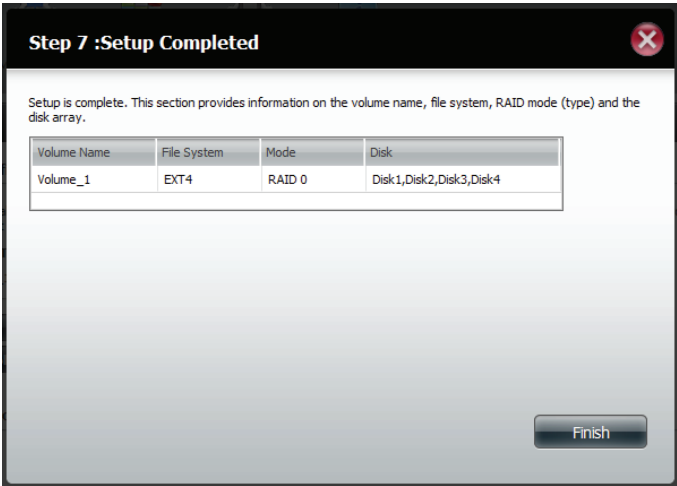 Step 7 :Setup Completed
Setup is complete. This section provides information on the volume name, file system, RAID mode (type) and the
disk array.
Volume Name File System Mode Disk
Volume_1 EXT4 RAID 0 Disk1,Disk2,Disk3,Disk4
Finish